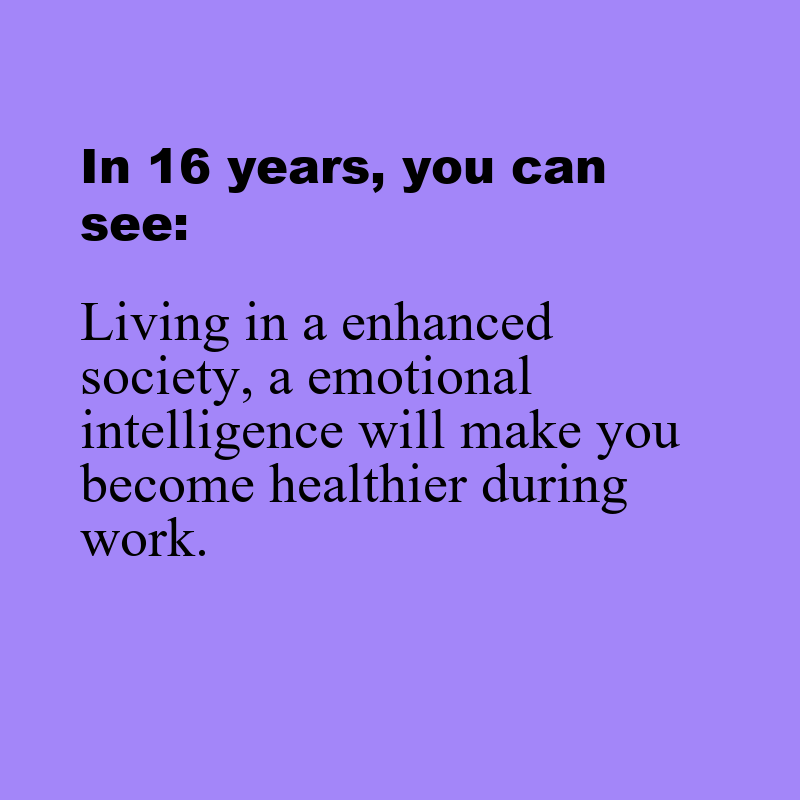 In 16 years, you can
see:
Living in a enhanced
society, a emotional
intelligence will make you
become healthier during
work.